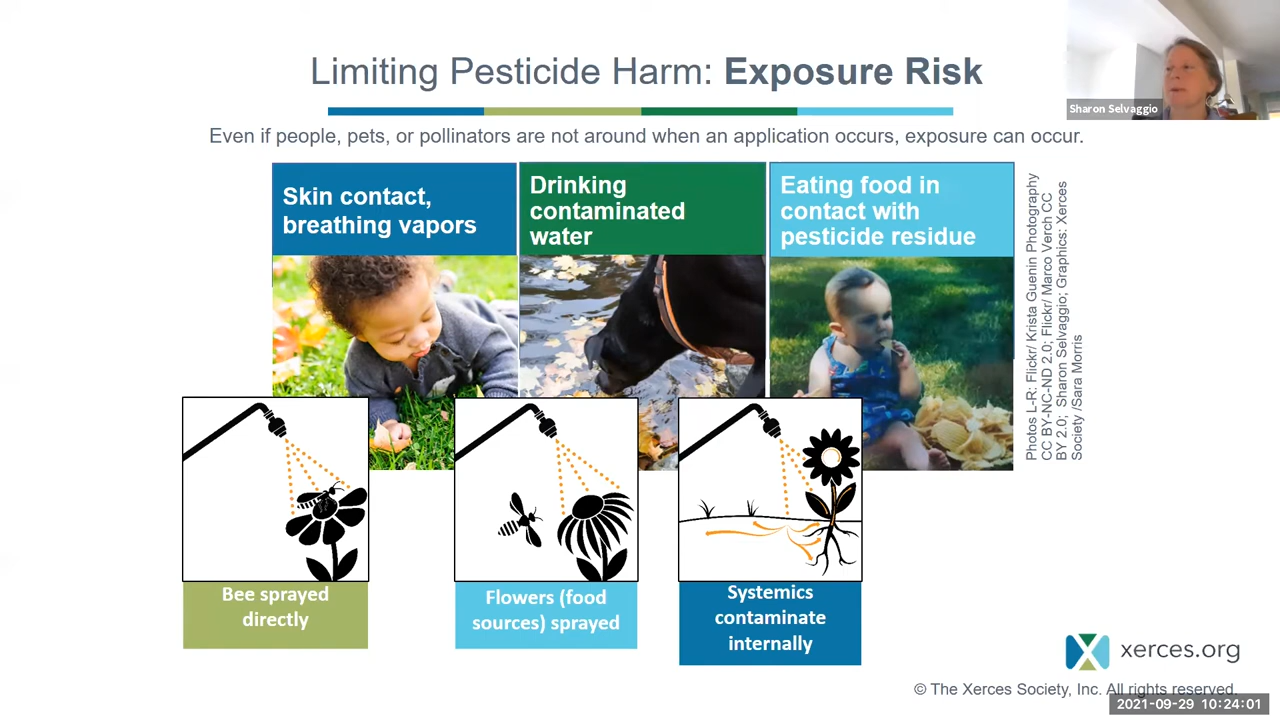 Limiting Pesticide Harm: Exposure Risk
Sharon Selvaggio
Even if people, pets, or pollinators are not around when an application occurs, exposure can occur.
Skin contact,
breathing vapors
Drinking
contaminated
water
Eating food in
contact with
pesticide residue
Photos L-R: Flickr/ Krista Guenin Photography
CC BY-NC-ND 2.0; Flickr/ Marco Verch CC
BY 2.0; Sharon Selvaggio; Graphics: Xerces
Society /Sara Morris
Bee sprayed
directly
Flowers (food
sources) sprayed
Systemics
contaminate
internally
xerces.org
© The Xerces Society, Inc. All rights reserved.
2021-09-29 10:24:01